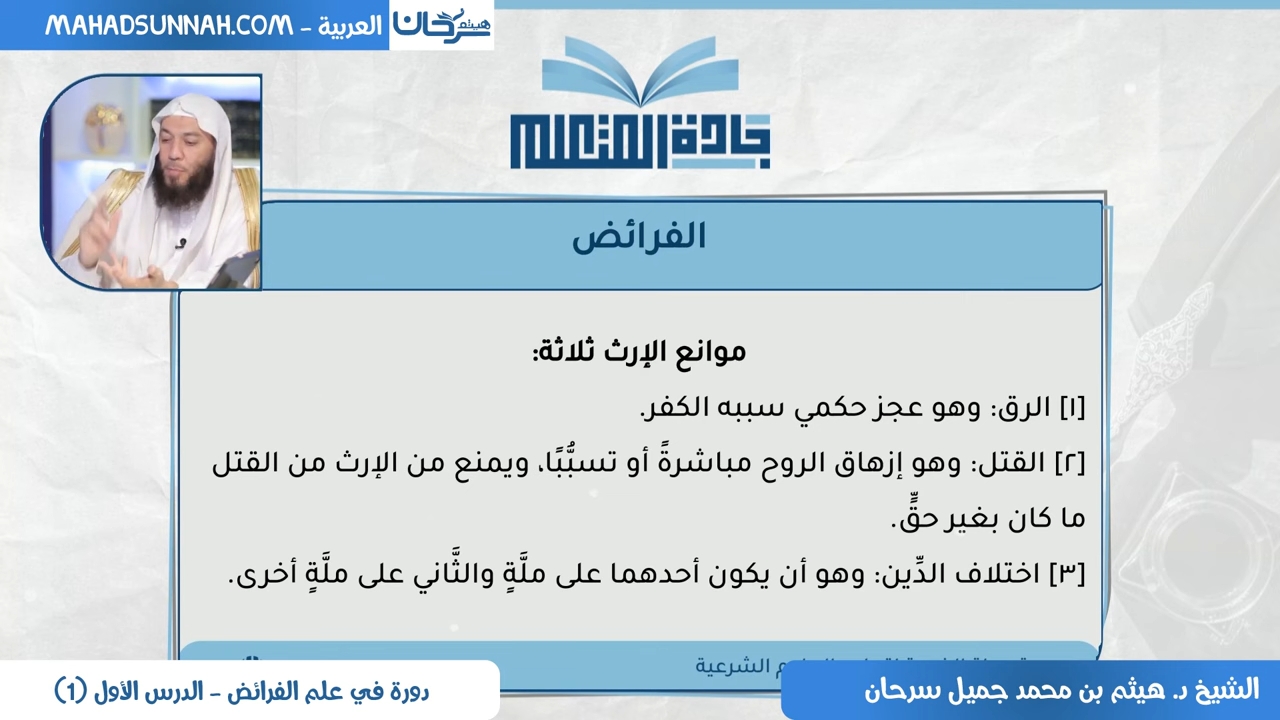 MAHADSUNNAH.COM - العربية
هيثم سرحان
جادة المتعلم
الفرائض
موانع الإرث ثلاثة:
[١] الرق: وهو عجز حكمي سببه الكفر.
[٢] القتل: وهو إزهاق الروح مباشرةً أو تسبُّبًا، ويمنع من الإرث من القتل
ما كان بغير حقٍّ.
[٣] اختلاف الدِّين: وهو أن يكون أحدهما على ملَّةٍ والثَّاني على ملَّةٍ أخرى.
الشرعية
الشيخ د. هيثم بن محمد جميل سرحان
دورة في علم الفرائض - الدرس الأول (1)